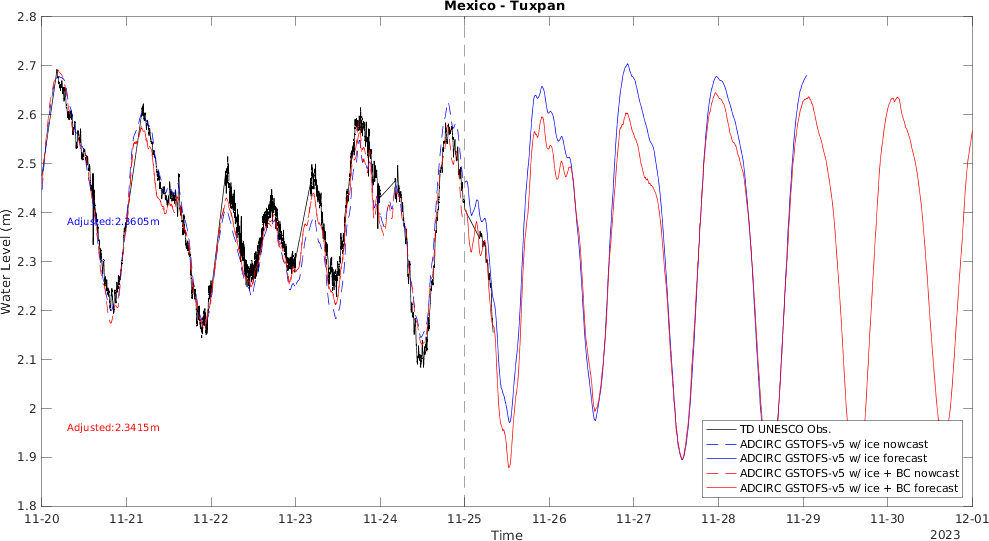 Mexico - Tuxpan
2.8
2.7
2.6
2.5
2.4
2.3
2.2
2.1
2
1.9
1.8
Water Level (m)
Adjusted:2.3605m
Adjusted:2.3415m
TD UNESCO Obs.
ADCIRC GSTOFS-v5 w/ ice nowcast
ADCIRC GSTOFS-v5 w/ ice forecast
ADCIRC GSTOFS-v5 w/ ice + BC nowcast
ADCIRC GSTOFS-v5 w/ ice + BC forecast
11-20 11-21 11-22 11-23 11-24 11-25 11-26 11-27 11-28 11-29 11-30 12-01
Time
2023